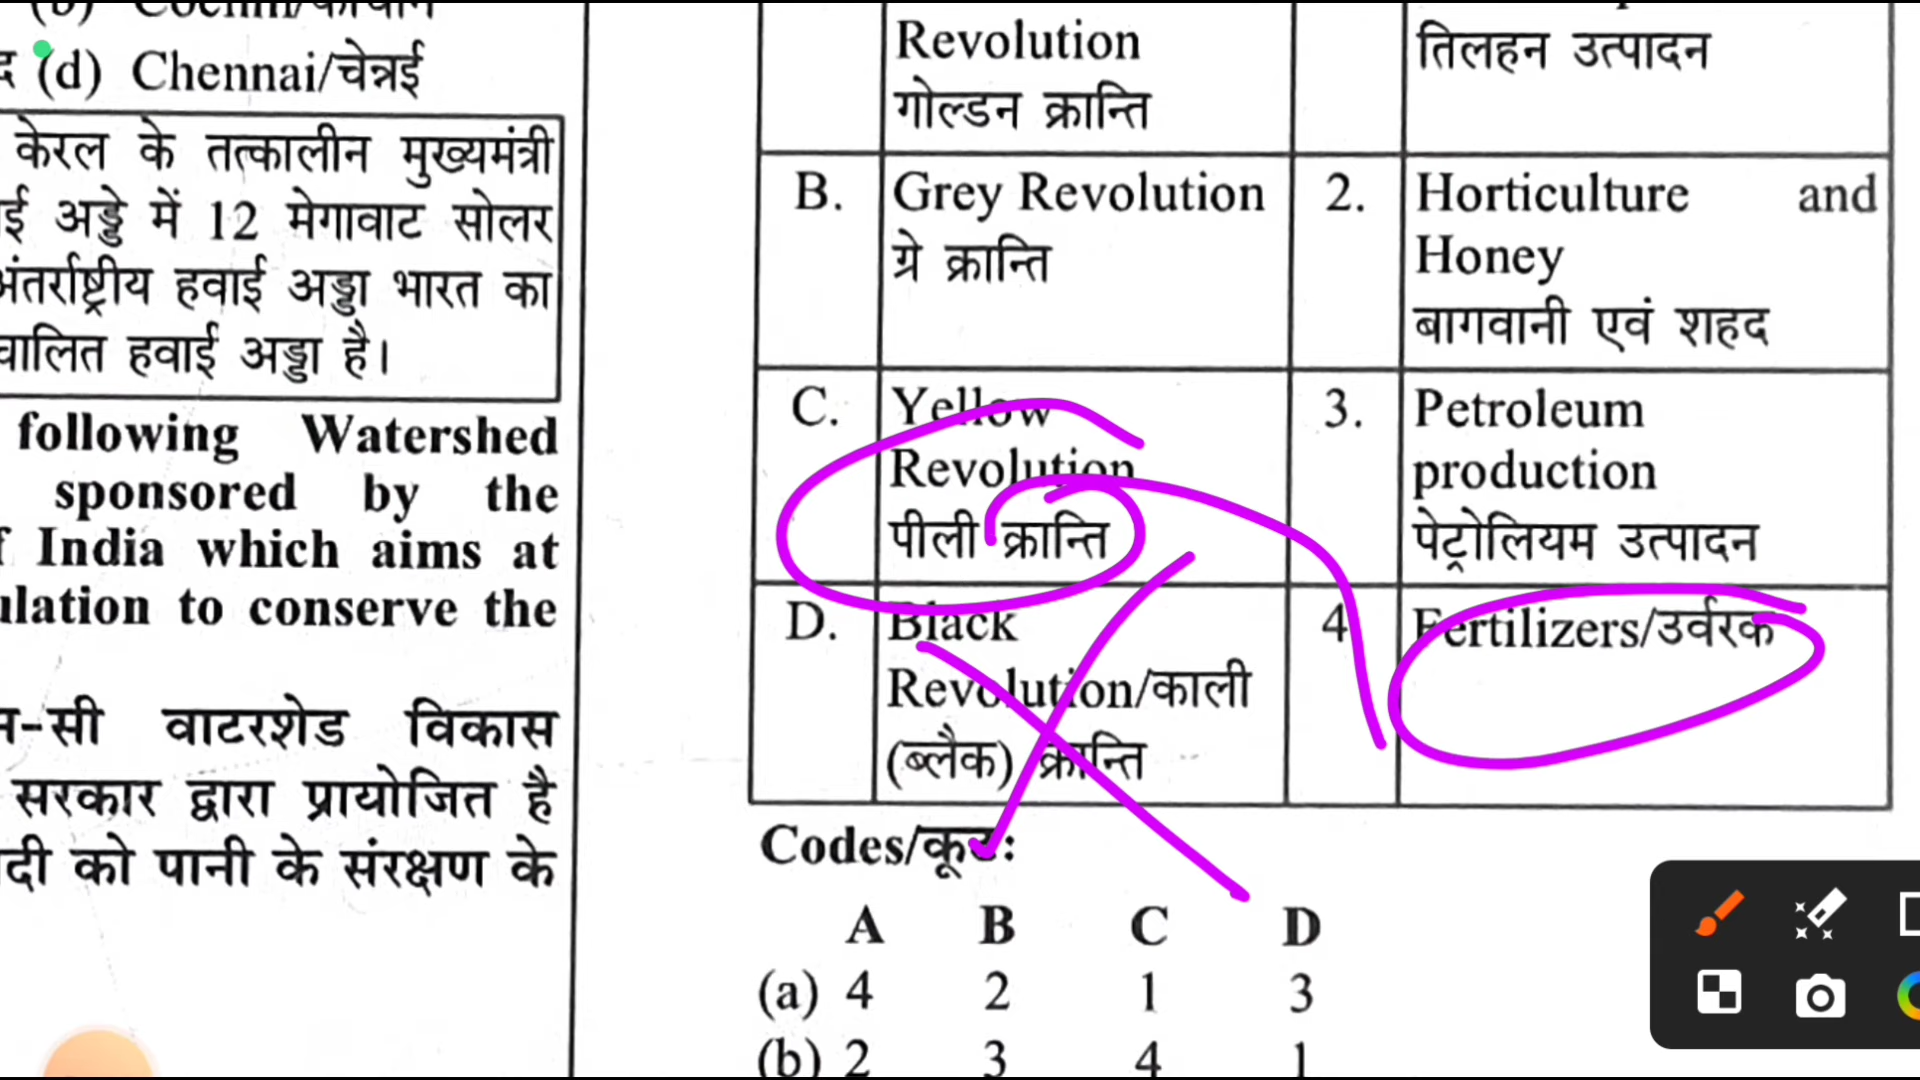 (b) Cochin/कोचीन
(d) Chennai/चेन्नई
केरल के तत्कालीन मुख्यमंत्री
अड्डे में 12 मेगावाट सोलर
अंतर्राष्ट्रीय हवाई अड्डा भारत का
हवाई अड्डा है।
following Watershed
sponsored by the
India which aims at
to conserve the
वाटरशेड विकास
सरकार द्वारा प्रायोजित है
को पानी के संरक्षण के
Revolution
गोल्डन क्रान्ति
तिलहन उत्पादन
B. Grey Revolution 2. Horticulture and
Honey
ग्रे क्रान्ति
बागवानी एवं शहद
C. Yellow 3. Petroleum
Revolution production
पीली क्रान्ति पेट्रोलियम उत्पादन
D. Black 4 Fertilizers/उर्वरक
Revolution/काली
(ब्लैक) क्रान्ति
Codes/कूटः
A B C D
(a) 4 2 1 3
(b) 2 3 4 1